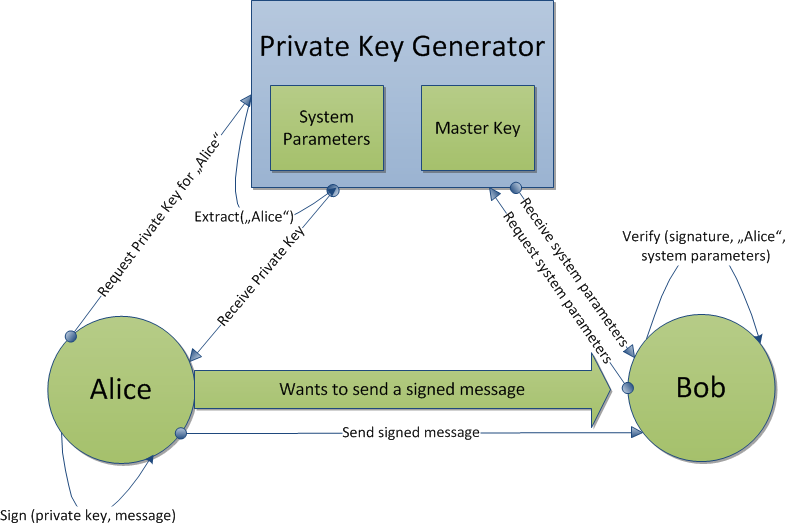 Private Key Generator
System
Parameters
Master Key
Request Private Key for „Alice“
Extract(„Alice“)
Receive Private Key
Receive system parameters
Request system parameters
Verify (signature, „Alice“,
system parameters)
Alice
Wants to send a signed message
Bob
Send signed message
Sign (private key, message)